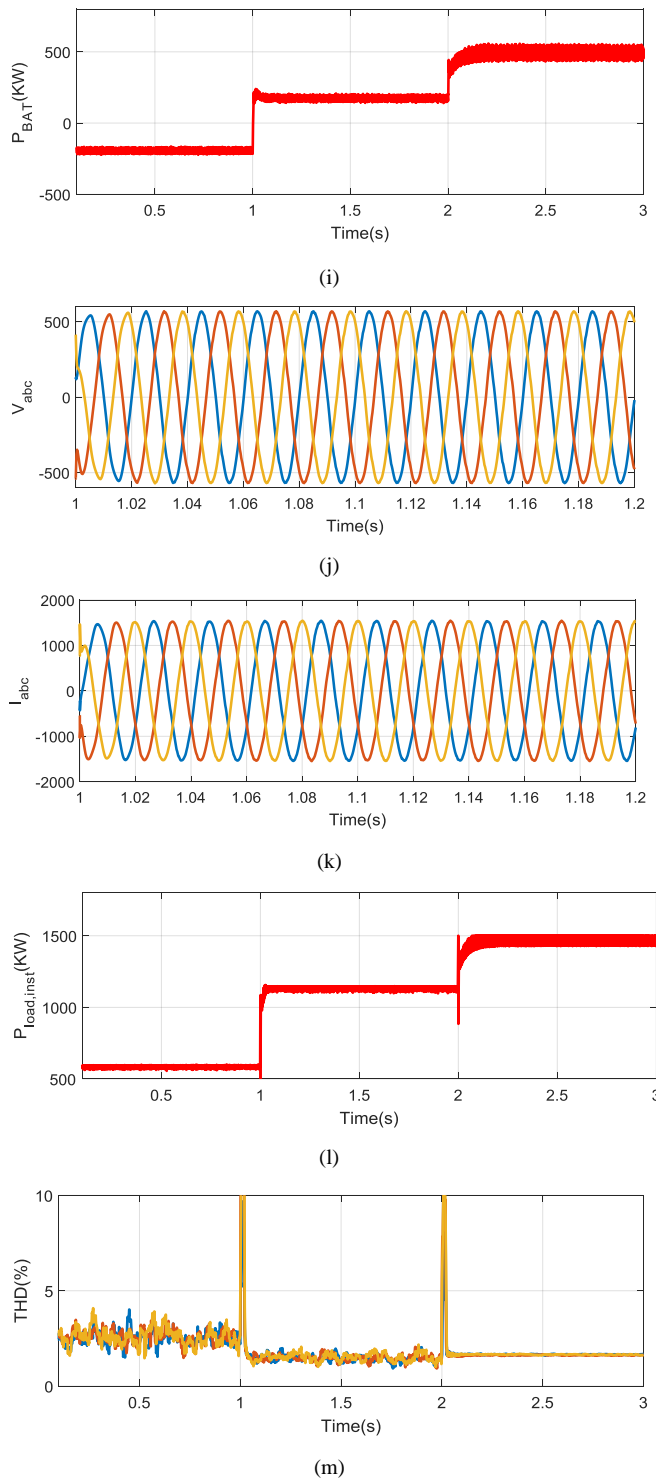 500
0
-500
P_BAT(KW)
0.5 1 1.5 2 2.5 3
Time(s)
(i)
500
0
-500
V_abc
1 1.02 1.04 1.06 1.08 1.1 1.12 1.14 1.16 1.18 1.2
Time(s)
(j)
2000
1000
0
-1000
-2000
I_abc
1 1.02 1.04 1.06 1.08 1.1 1.12 1.14 1.16 1.18 1.2
Time(s)
(k)
1500
1000
500
P_load,inst(KW)
0.5 1 1.5 2 2.5 3
Time(s)
(l)
10
5
0
THD(%)
0.5 1 1.5 2 2.5 3
Time(s)
(m)